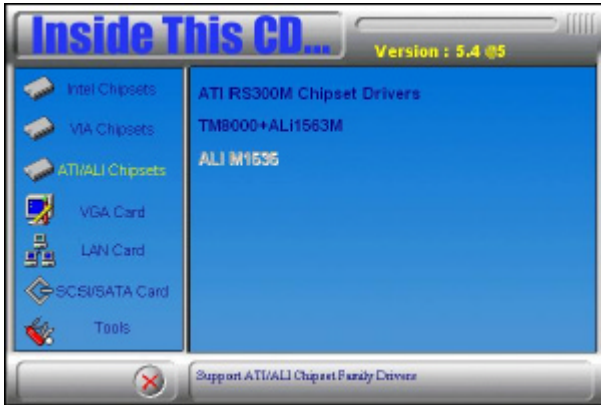 Inside This CD...
Version : 5.4 @5
Intel Chipsets
VIA Chipsets
ATI/ALI Chipsets
VGA Card
LAN Card
SCSI/SATA Card
Tools
ATI RS300M Chipset Drivers
TM8000+ALi1563M
ALI M1535
Support ATI/ALI Chipset Family Drivers